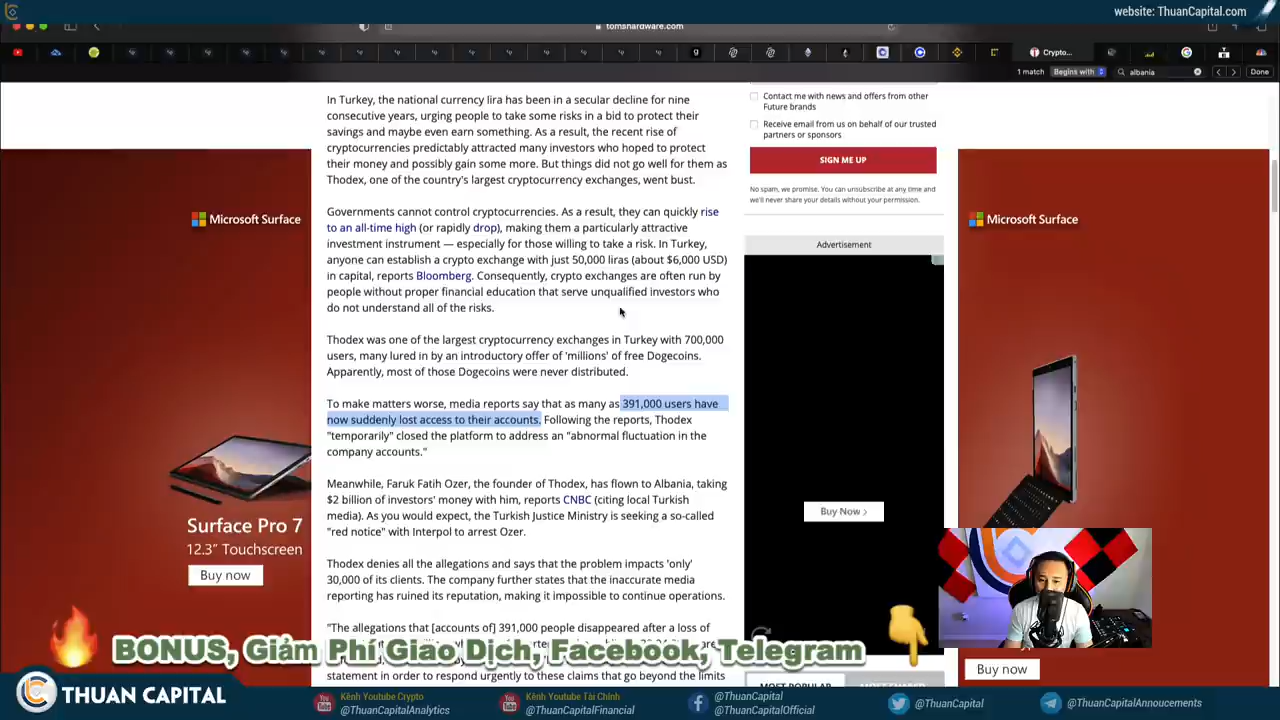 website: ThuanCapital.com
tomshardware.com
Crypto...
1 match
Begins with
albania
Done
In Turkey, the national currency lira has been in a secular decline for nine
consecutive years, urging people to take some risks in a bid to protect their
savings and maybe even earn something. As a result, the recent rise of
cryptocurrencies predictably attracted many investors who hoped to protect
their money and possibly gain some more. But things did not go well for them as
Thodex, one of the country's largest cryptocurrency exchanges, went bust.
Governments cannot control cryptocurrencies. As a result, they can quickly rise
to an all-time high (or rapidly drop), making them a particularly attractive
investment instrument — especially for those willing to take a risk. In Turkey,
anyone can establish a crypto exchange with just 50,000 liras (about $6,000 USD)
in capital, reports Bloomberg. Consequently, crypto exchanges are often run by
people without proper financial education that serve unqualified investors who
do not understand all of the risks.
Thodex was one of the largest cryptocurrency exchanges in Turkey with 700,000
users, many lured in by an introductory offer of 'millions' of free Dogecoins.
Apparently, most of those Dogecoins were never distributed.
To make matters worse, media reports say that as many as 391,000 users have
now suddenly lost access to their accounts. Following the reports, Thodex
"temporarily" closed the platform to address an "abnormal fluctuation in the
company accounts."
Meanwhile, Faruk Fatih Ozer, the founder of Thodex, has flown to Albania, taking
$2 billion of investors' money with him, reports CNBC (citing local Turkish
media). As you would expect, the Turkish Justice Ministry is seeking a so-called
"red notice" with Interpol to arrest Ozer.
Thodex denies all the allegations and says that the problem impacts 'only'
30,000 of its clients. The company further states that the inaccurate media
reporting has ruined its reputation, making it impossible to continue operations.
"The allegations that [accounts of] 391,000 people disappeared after a loss of
statement in order to respond urgently to these claims that go beyond the limits
Contact me with news and offers from other
Future brands
Receive email from us on behalf of our trusted
partners or sponsors
SIGN ME UP
No spam, we promise. You can unsubscribe at any time and
we'll never share your details without your permission.
Advertisement
Buy Now
MOST POPULAR
MOST SHARED
Microsoft Surface
Surface Pro 7
12.3" Touchscreen
Buy now
Microsoft Surface
Buy now
BONUS, Giảm Phí Giao Dịch, Facebook, Telegram
THUAN CAPITAL
Kênh Youtube Crypto
@ThuanCapitalAnalytics
Kênh Youtube Tài Chính
@ThuanCapitalFinancial
@ThuanCapital
@ThuanCapitalOfficial
@ThuanCapital
@ThuanCapitalAnnoucements